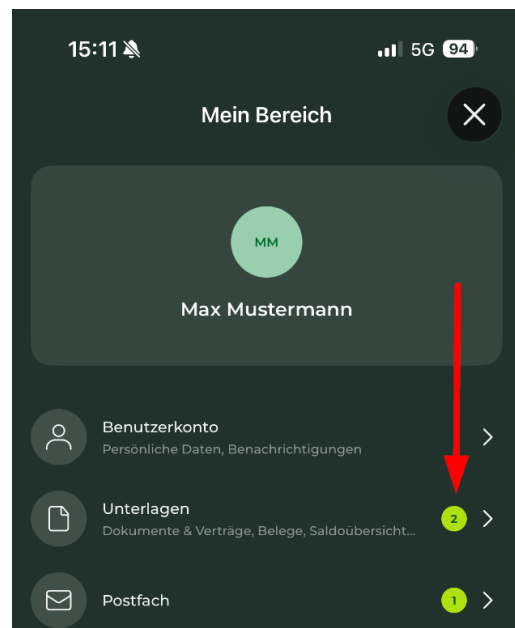 15:11 5G 94
Mein Bereich
MM
Max Mustermann
Benutzerkonto
Persönliche Daten, Benachrichtigungen
Unterlagen
Dokumente & Verträge, Belege, Saldoübersicht...
2
Postfach
1